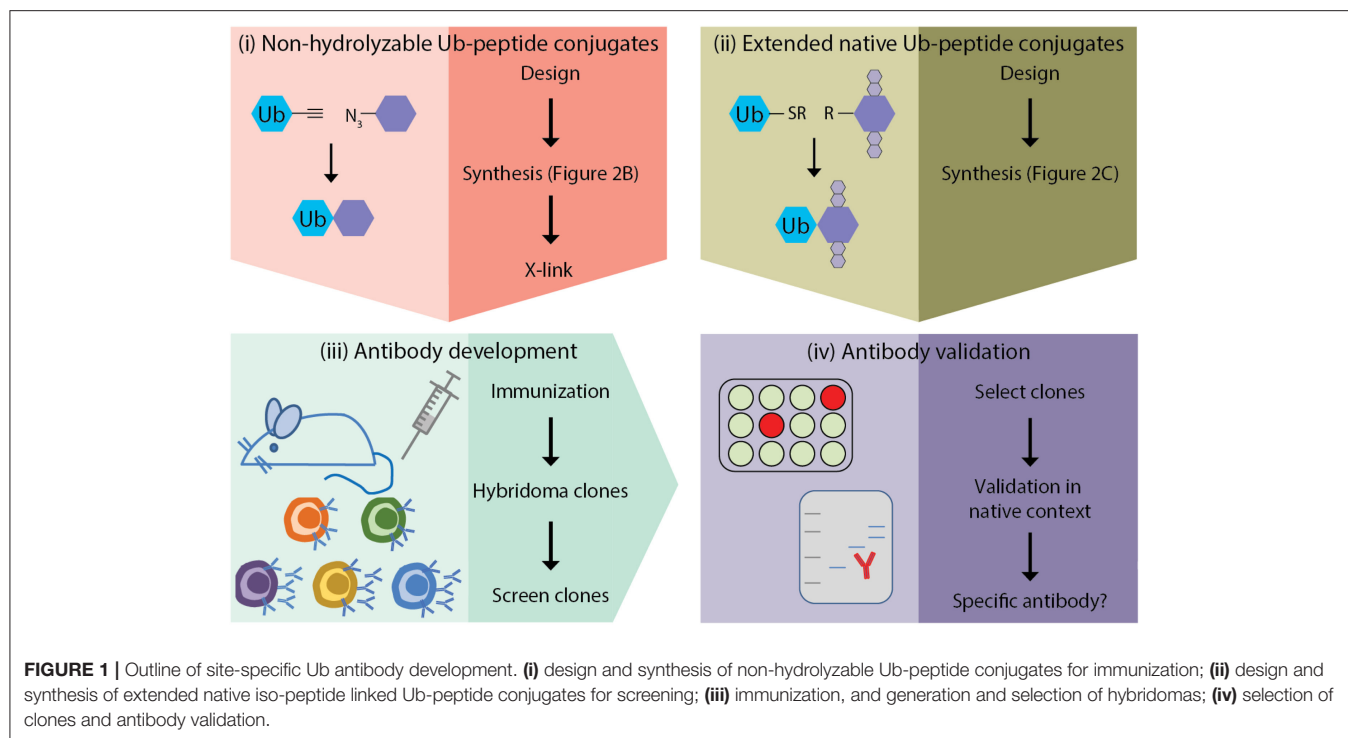 (i) Non-hydrolyzable Ub-peptide conjugates
Ub
N3
Ub
Design
Synthesis (Figure 2B)
X-link
(ii) Extended native Ub-peptide conjugates
Ub
SR
R
Ub
Design
Synthesis (Figure 2C)
(iii) Antibody development
Immunization
Hybridoma clones
Screen clones
(iv) Antibody validation
Select clones
Validation in
native context
Specific antibody?
FIGURE 1 | Outline of site-specific Ub antibody development. (i) design and synthesis of non-hydrolyzable Ub-peptide conjugates for immunization; (ii) design and
synthesis of extended native iso-peptide linked Ub-peptide conjugates for screening; (iii) immunization, and generation and selection of hybridomas; (iv) selection of
clones and antibody validation.